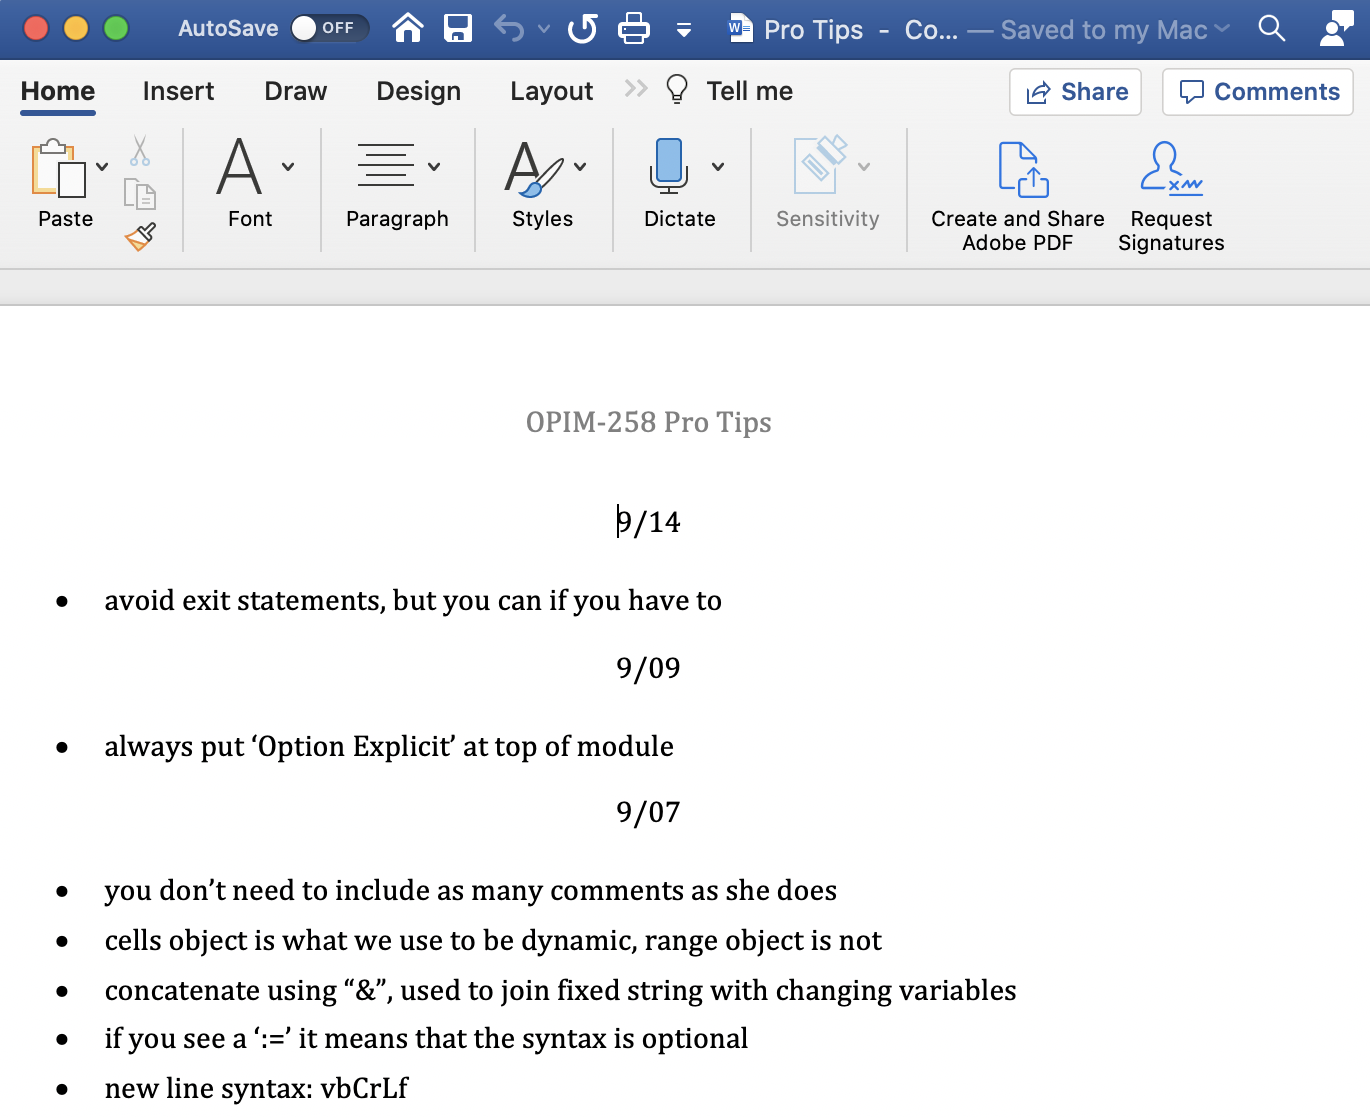 AutoSave OFF Pro Tips - Co... — Saved to my Mac
Home Insert Draw Design Layout Tell me Share Comments
Paste Font Paragraph Styles Dictate Sensitivity Create and Share Request
Adobe PDF Signatures
OPIM-258 Pro Tips
9/14
• avoid exit statements, but you can if you have to
9/09
• always put ‘Option Explicit’ at top of module
9/07
• you don’t need to include as many comments as she does
• cells object is what we use to be dynamic, range object is not
• concatenate using “&”, used to join fixed string with changing variables
• if you see a ‘:=’ it means that the syntax is optional
• new line syntax: vbCrLf